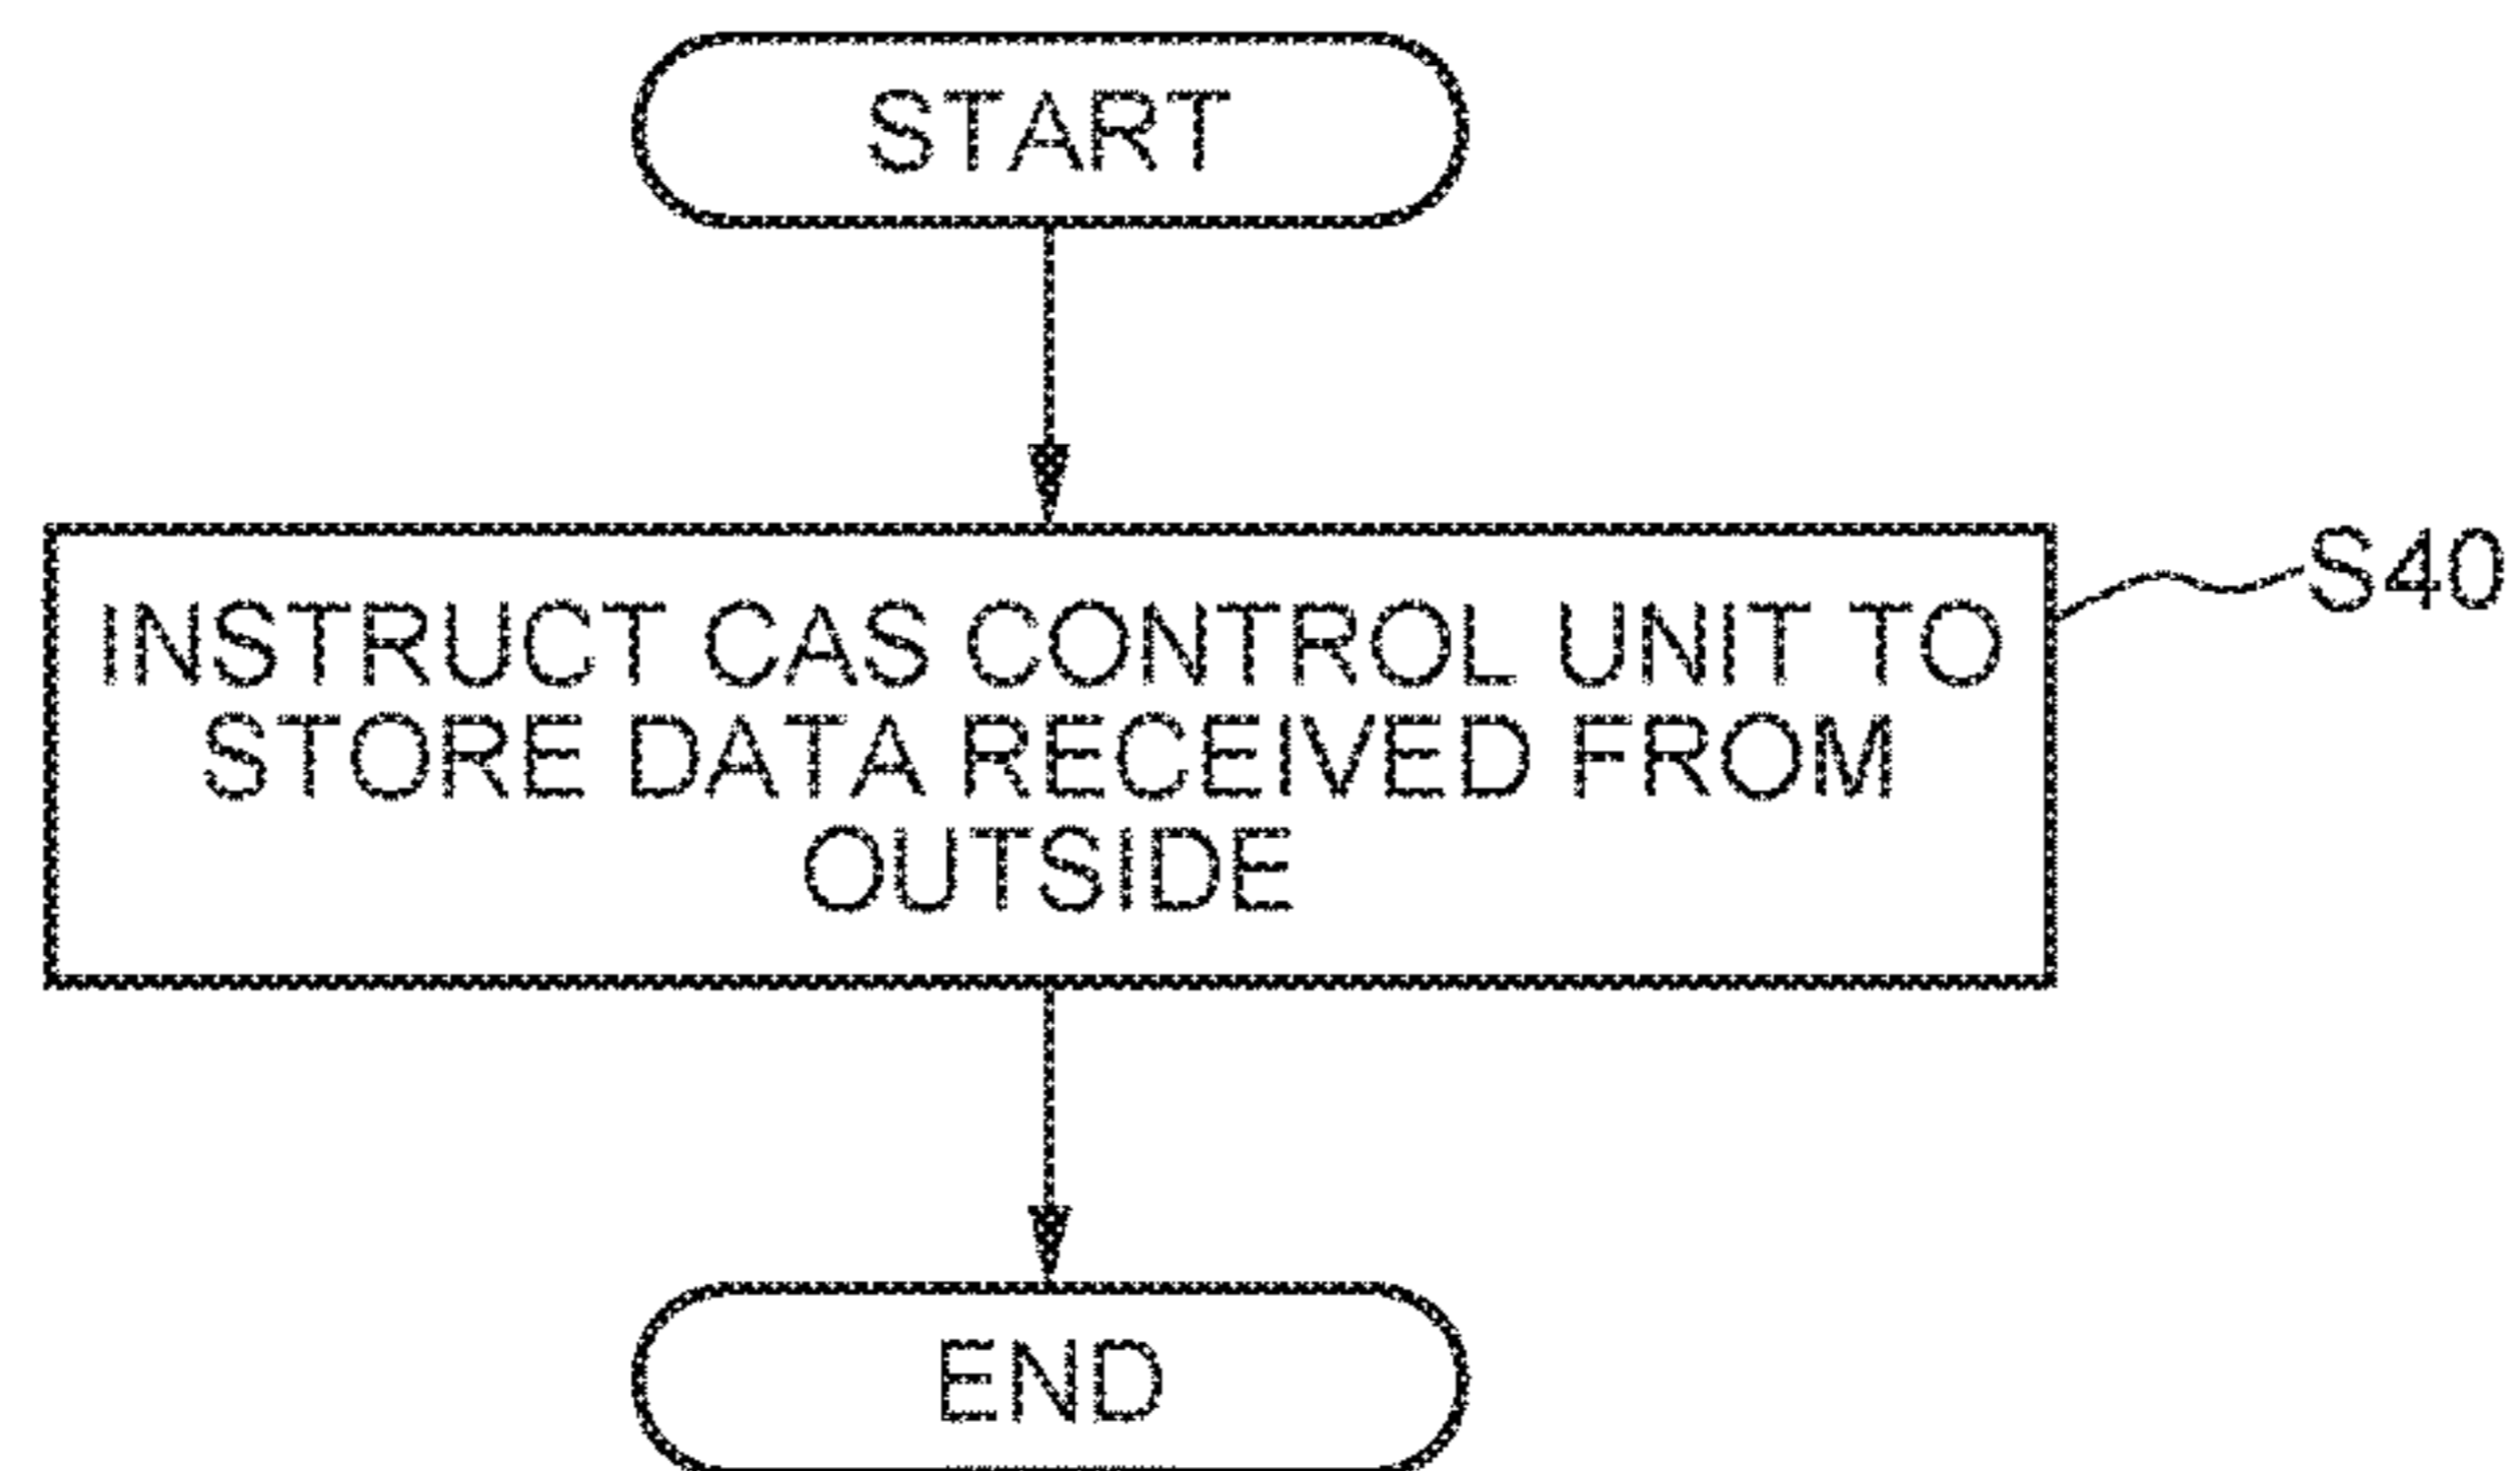 START
INSTRUCT CAS CONTROL UNIT TO
STORE DATA RECEIVED FROM
OUTSIDE
S40
END